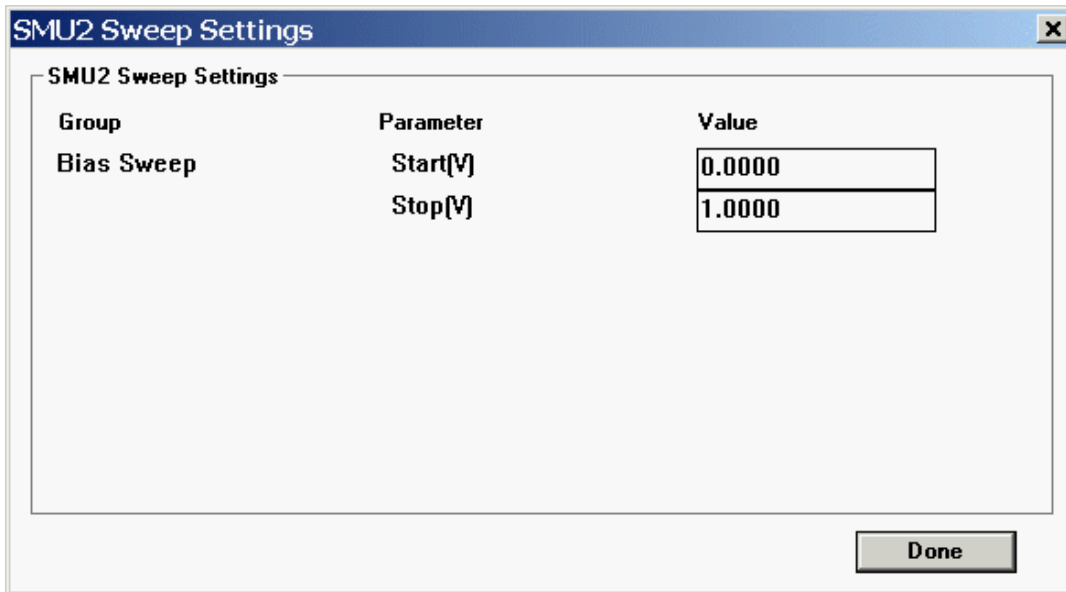 SMU2 Sweep Settings
SMU2 Sweep Settings
Group Parameter Value
Bias Sweep Start(V) 0.0000
Stop(V) 1.0000
Done